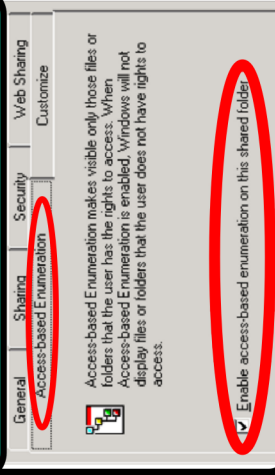 General
Sharing
Security
Web Sharing
Access-based Enumeration
Customize
Access-based Enumeration makes visible only those files or
folders that the user has the rights to access. When
Access-based Enumeration is enabled, Windows will not
display files or folders that the user does not have rights to
access.
Enable access-based enumeration on this shared folder